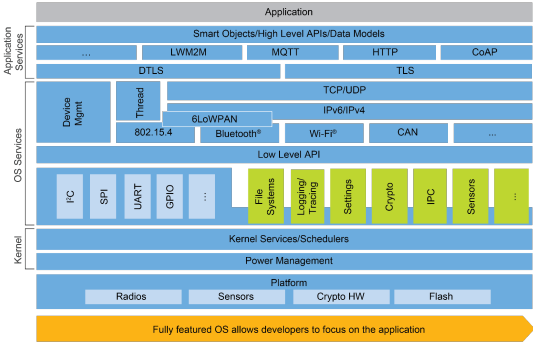 Application
Application
Services
Smart Objects/High Level APIs/Data Models
...
LWM2M
MQTT
HTTP
CoAP
DTLS
TLS
OS Services
Device
Mgmt
Thread
TCP/UDP
IPv6/IPv4
6LoWPAN
802.15.4
Bluetooth®
Wi-Fi®
CAN
...
Low Level API
I²C
SPI
UART
GPIO
...
File
Systems
Logging/
Tracing
Settings
Crypto
IPC
Sensors
...
Kernel
Kernel Services/Schedulers
Power Management
Platform
Radios
Sensors
Crypto HW
Flash
Fully featured OS allows developers to focus on the application